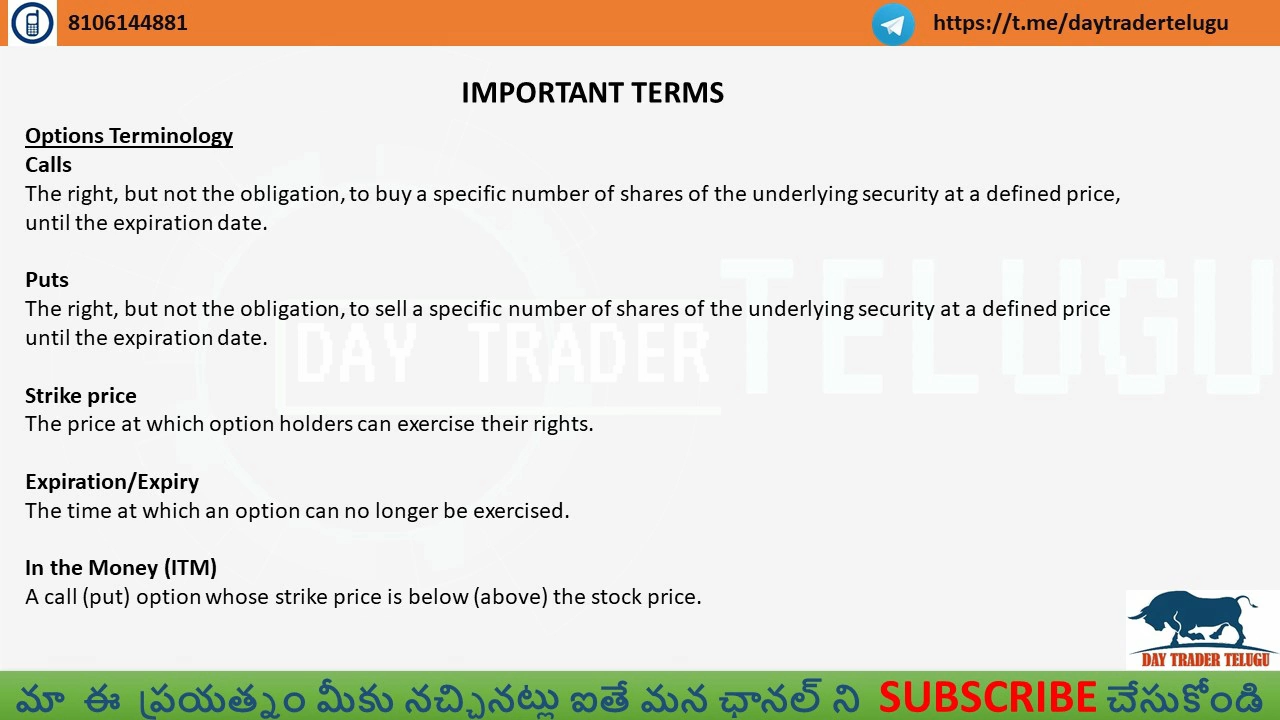 8106144881
https://t.me/daytradertelugu
IMPORTANT TERMS
Options Terminology
Calls
The right, but not the obligation, to buy a specific number of shares of the underlying security at a defined price,
until the expiration date.
Puts
The right, but not the obligation, to sell a specific number of shares of the underlying security at a defined price
until the expiration date.
Strike price
The price at which option holders can exercise their rights.
Expiration/Expiry
The time at which an option can no longer be exercised.
In the Money (ITM)
A call (put) option whose strike price is below (above) the stock price.
DAY TRADER TELUGU
DAY TRADER TELUGU
మా ఈ ప్రయత్నం మీకు నచ్చినట్లు ఐతే మన ఛానల్ ని SUBSCRIBE చేసుకోండి